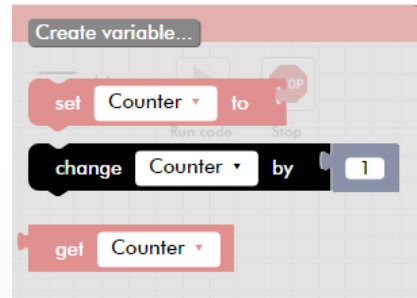 Create variable...
set Counter to
Run code Stop
change Counter by 1
get Counter